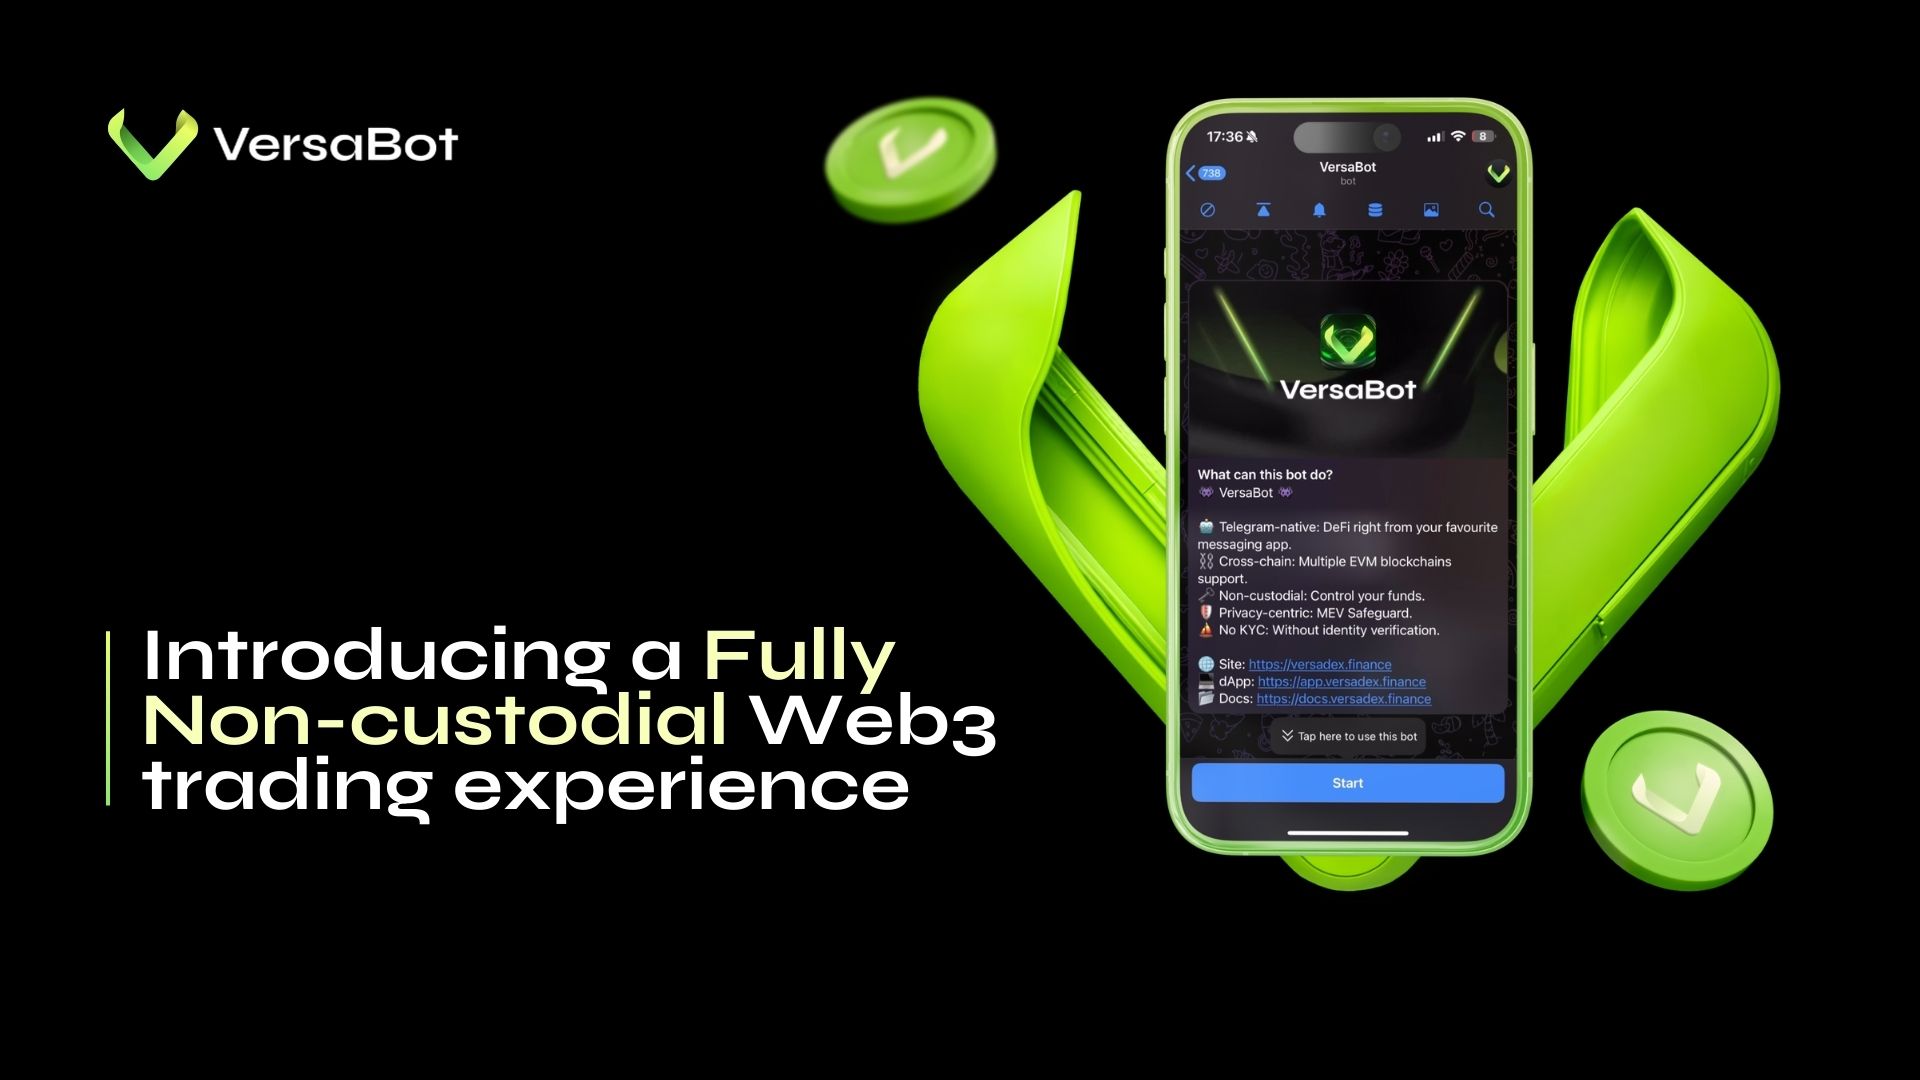 VersaBot
Introducing a Fully
Non-custodial Web3
trading experience
17:36
8
738
VersaBot
bot
VersaBot
What can this bot do?
👾 VersaBot 👾
🤖 Telegram-native: DeFi right from your favourite
messaging app.
⛓ Cross-chain: Multiple EVM blockchains
support.
🗝 Non-custodial: Control your funds.
Privacy-centric: MEV Safeguard.
⛵ No KYC: Without identity verification.
🌐 Site: https://versadex.finance
💻 dApp: https://app.versadex.finance
📂 Docs: https://docs.versadex.finance
Tap here to use this bot
Start